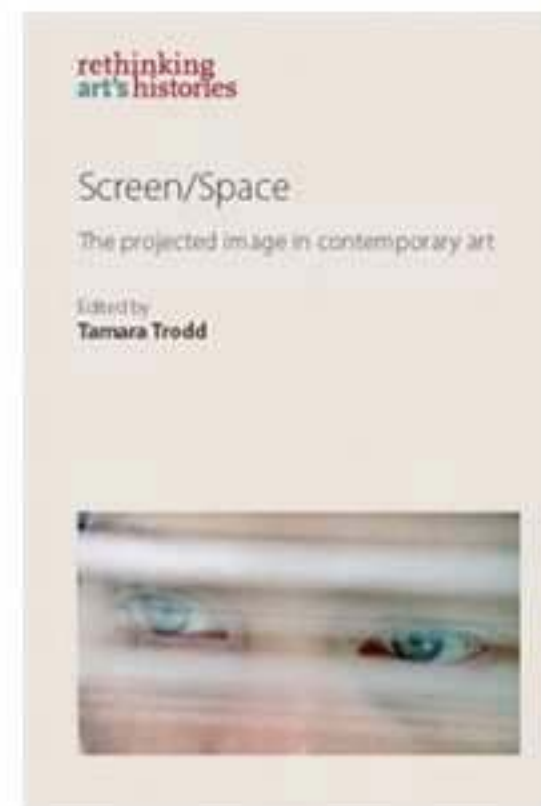 rethinking
art's histories
Screen/Space
The projected image in contemporary art
Edited by
Tamara Trodd